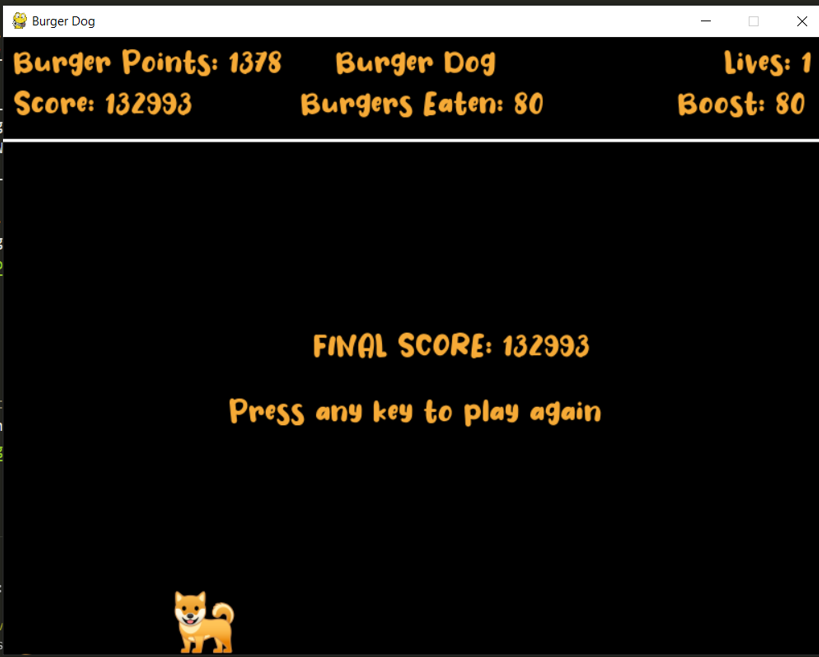 Burger Dog
Burger Points: 1378 Burger Dog Lives: 1
Score: 132993 Burgers Eaten: 80 Boost: 80
FINAL SCORE: 132993
Press any key to play again